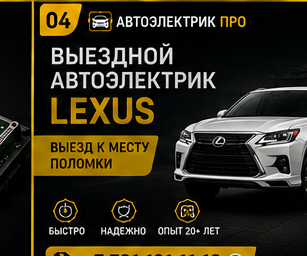 04 АВТОЭЛЕКТРИК ПРО
ВЫЕЗДНОЙ
АВТОЭЛЕКТРИК
LEXUS
ВЫЕЗД К МЕСТУ
ПОЛОМКИ
БЫСТРО НАДЕЖНО ОПЫТ 20+ ЛЕТ